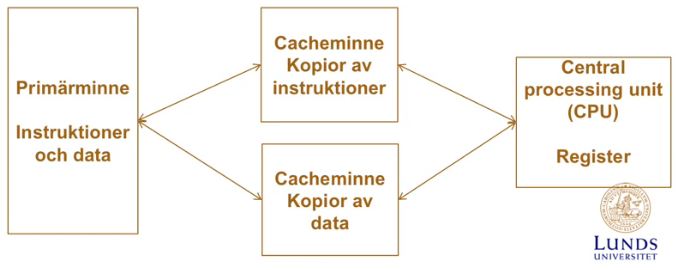 Primärminne
Instruktioner
och data
Cacheminne
Kopior av
instruktioner
Cacheminne
Kopior av
data
Central
processing unit
(CPU)
Register
LUNDS
UNIVERSITET